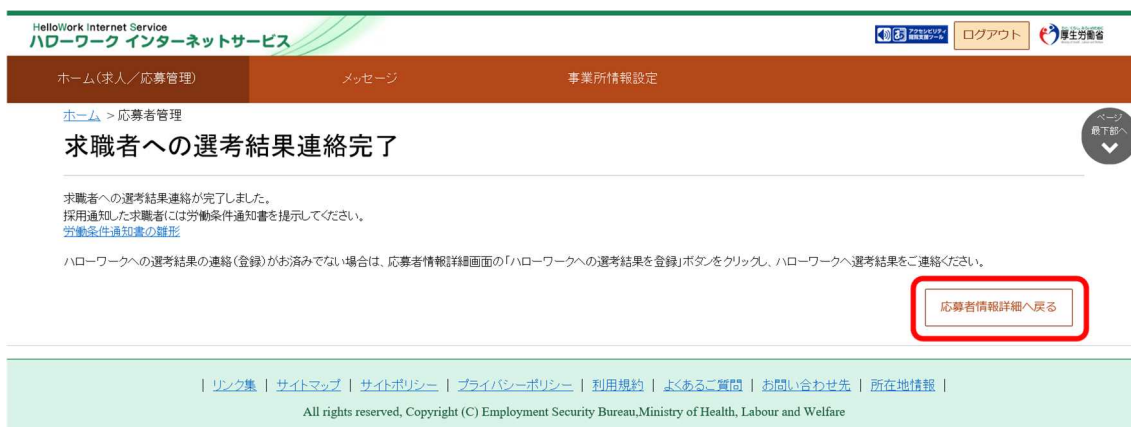 HelloWork Internet Service
ハローワーク インターネットサービス
アクセシビリティ
閲覧支援ツール
ログアウト
厚生労働省
ホーム(求人／応募管理)
メッセージ
事業所情報設定
ホーム > 応募者管理
ページ
最下部へ
求職者への選考結果連絡完了
求職者への選考結果連絡が完了しました。
採用通知した求職者には労働条件通知書を提示してください。
労働条件通知書の雛形
ハローワークへの選考結果の連絡(登録)がお済みでない場合は、応募者情報詳細画面の「ハローワークへの選考結果を登録」ボタンをクリックし、ハローワークへ選考結果をご連絡ください。
応募者情報詳細へ戻る
| リンク集 | サイトマップ | サイトポリシー | プライバシーポリシー | 利用規約 | よくあるご質問 | お問い合わせ先 | 所在地情報 |
All rights reserved, Copyright (C) Employment Security Bureau,Ministry of Health, Labour and Welfare